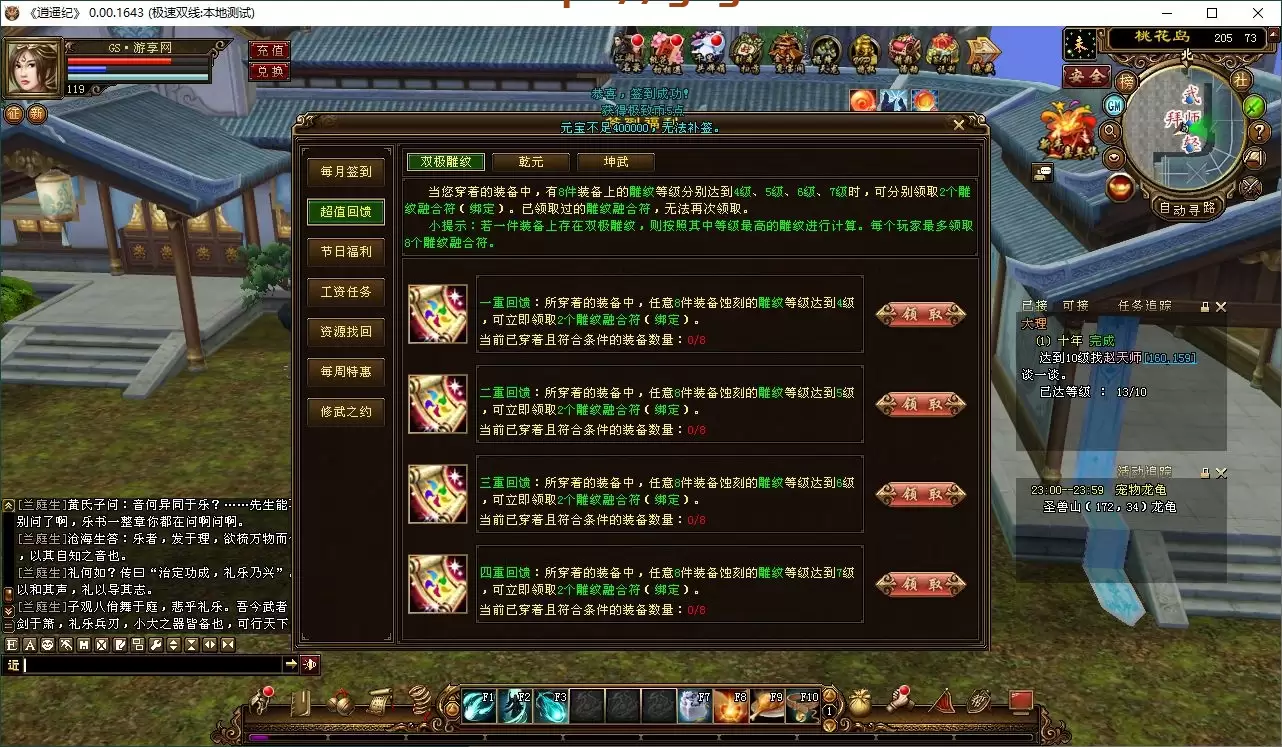 《逍遥纪》 0.00.1643 (极速双线:本地测试)
GS·游享网
119
充值
兑换
征 新
桃花岛 205 73
安全
榜
社
GM
自动寻路
恭喜，签到成功！
元宝不足400000，无法补签。
双极雕纹 乾元 坤武
每月签到
超值回馈
节日福利
工资任务
资源找回
每周特惠
修武之约
当您穿着的装备中，有8件装备上的雕纹等级分别达到4级、5级、6级、7级时，可分别领取2个雕
纹融合符（绑定）。已领取过的雕纹融合符，无法再次领取。
小提示：若一件装备上存在双极雕纹，则按照其中等级最高的雕纹进行计算。每个玩家最多领取
8个雕纹融合符。
一重回馈：所穿着的装备中，任意8件装备蚀刻的雕纹等级达到4级
，可立即领取2个雕纹融合符（绑定）。
当前已穿着且符合条件的装备数量：0/8
领取
二重回馈：所穿着的装备中，任意8件装备蚀刻的雕纹等级达到5级
，可立即领取2个雕纹融合符（绑定）。
当前已穿着且符合条件的装备数量：0/8
领取
三重回馈：所穿着的装备中，任意8件装备蚀刻的雕纹等级达到6级
，可立即领取2个雕纹融合符（绑定）。
当前已穿着且符合条件的装备数量：0/8
领取
四重回馈：所穿着的装备中，任意8件装备蚀刻的雕纹等级达到7级
，可立即领取2个雕纹融合符（绑定）。
当前已穿着且符合条件的装备数量：0/8
领取
已接 可接 任务追踪
大理
(1) 十年 完成
达到10级找赵天师[160,159]
谈一谈。
已达等级 : 13/10
活动追踪
23:00--23:59 宠物龙龟
圣兽山（172，34）龙龟
[兰庭生]黄氏子问：音何异同于乐？……先生能
别问了啊，乐书一整章你都在问啊问啊。
[兰庭生]沧海生答：乐者，发于理，欲梳万物而
，以其自知之音也。
[兰庭生]礼何如？传曰“治定功成，礼乐乃兴”。
以和其声，礼以导其志。
[兰庭生]子观八佾舞于庭，悲乎礼乐。吾今武者
剑于箫，礼乐兵刃，小大之器皆备也，可行天下
近
F1 F2 F3 F7 F8 F9 F10
1